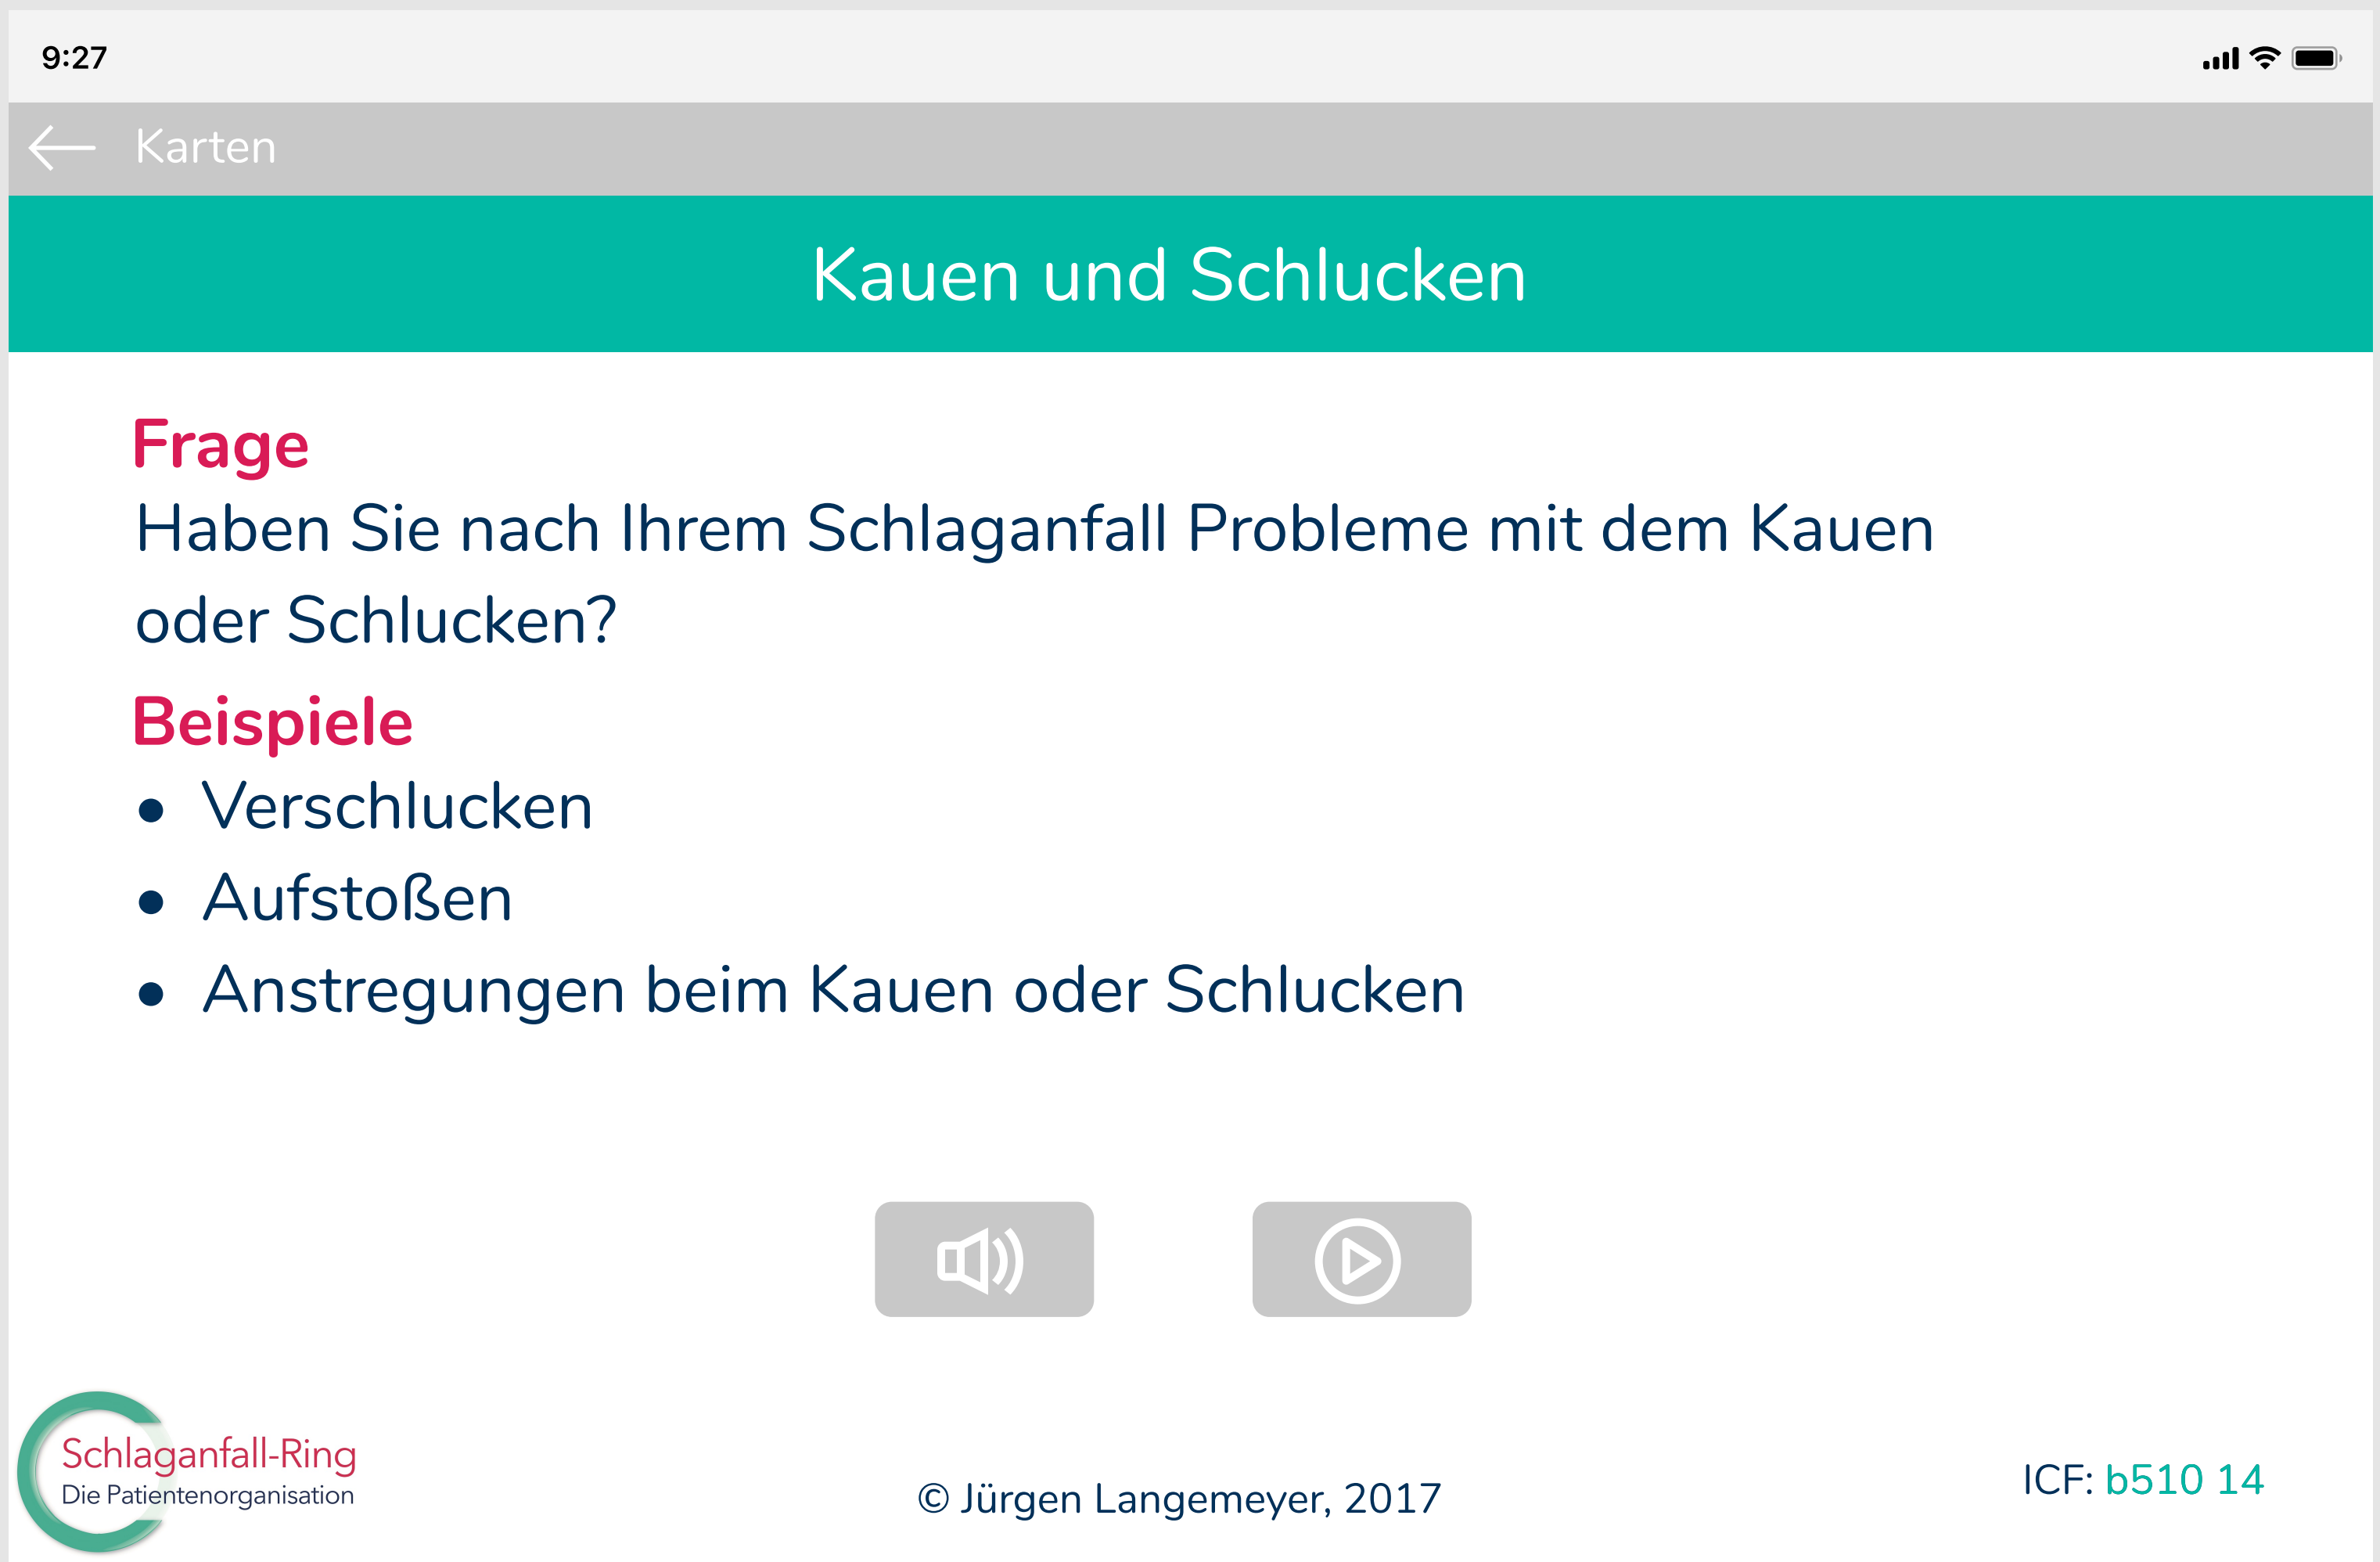 9:27
Karten
Kauen und Schlucken
Frage
Haben Sie nach Ihrem Schlaganfall Probleme mit dem Kauen
oder Schlucken?
Beispiele
● Verschlucken
● Aufstoßen
● Anstregungen beim Kauen oder Schlucken
Schlaganfall-Ring
Die Patientenorganisation
© Jürgen Langemeyer, 2017
ICF: b510 14